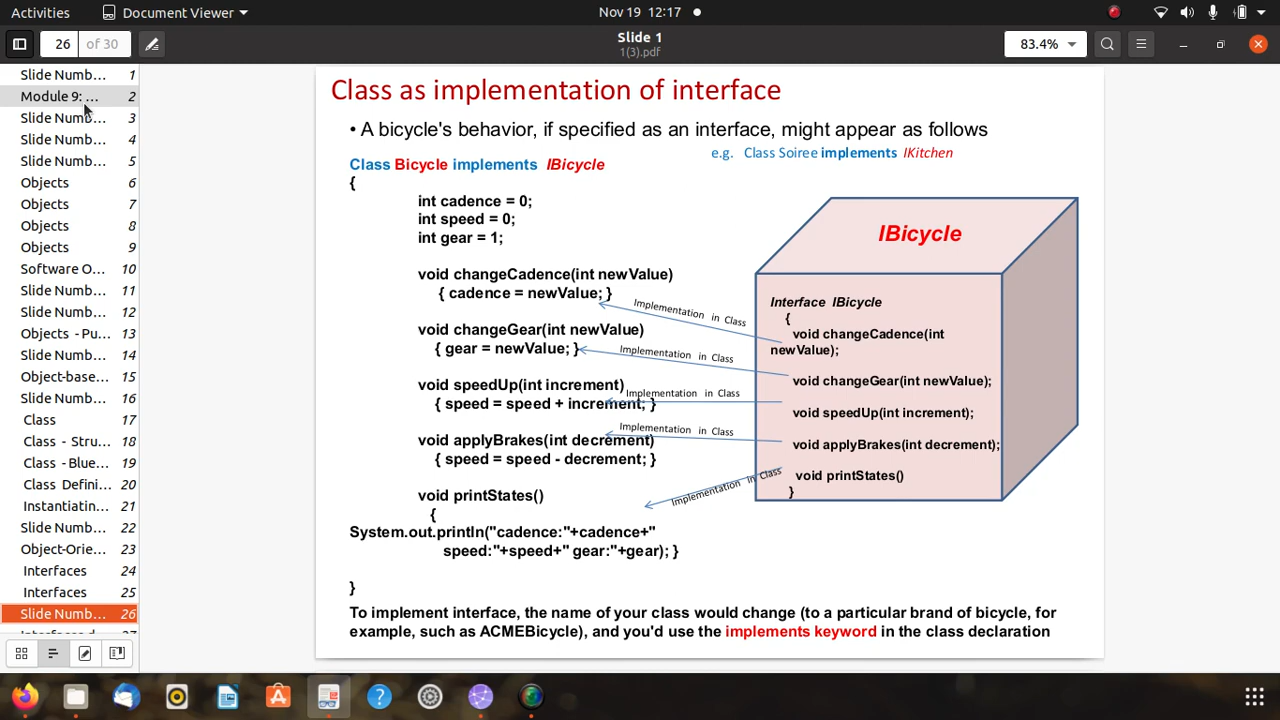 Activities
Document Viewer
Nov 19 12:17
26
of 30
Slide 1
1(3).pdf
83.4%
Slide Numb... 1
Module 9: ... 2
Slide Numb... 3
Slide Numb... 4
Slide Numb... 5
Objects 6
Objects 7
Objects 8
Objects 9
Software O... 10
Slide Numb... 11
Slide Numb... 12
Objects - Pu... 13
Slide Numb... 14
Object-base... 15
Slide Numb... 16
Class 17
Class - Stru... 18
Class - Blue... 19
Class Defini... 20
Instantiatin... 21
Slide Numb... 22
Object-Orie... 23
Interfaces 24
Interfaces 25
Slide Numb... 26
Class as implementation of interface
• A bicycle's behavior, if specified as an interface, might appear as follows
e.g. Class Soiree implements IKitchen
Class Bicycle implements IBicycle
{
int cadence = 0;
int speed = 0;
int gear = 1;
void changeCadence(int newValue)
{ cadence = newValue; }
void changeGear(int newValue)
{ gear = newValue; }
void speedUp(int increment)
{ speed = speed + increment; }
void applyBrakes(int decrement)
{ speed = speed - decrement; }
void printStates()
{
System.out.println("cadence:"+cadence+"
speed:"+speed+" gear:"+gear); }
}
Implementation in Class
Implementation in Class
Implementation in Class
Implementation in Class
Implementation in Class
IBicycle
Interface IBicycle
{
void changeCadence(int
newValue);
void changeGear(int newValue);
void speedUp(int increment);
void applyBrakes(int decrement);
void printStates()
}
To implement interface, the name of your class would change (to a particular brand of bicycle, for
example, such as ACMEBicycle), and you'd use the implements keyword in the class declaration